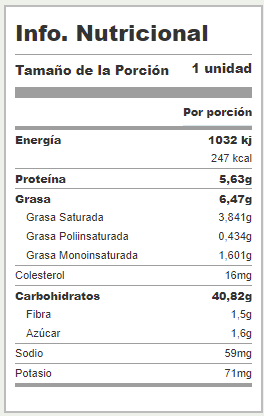 Info. Nutricional
Tamaño de la Porción 1 unidad
Por porción
Energía 1032 kj
247 kcal
Proteína 5,63g
Grasa 6,47g
Grasa Saturada 3,841g
Grasa Poliinsaturada 0,434g
Grasa Monoinsaturada 1,601g
Colesterol 16mg
Carbohidratos 40,82g
Fibra 1,5g
Azúcar 1,6g
Sodio 59mg
Potasio 71mg